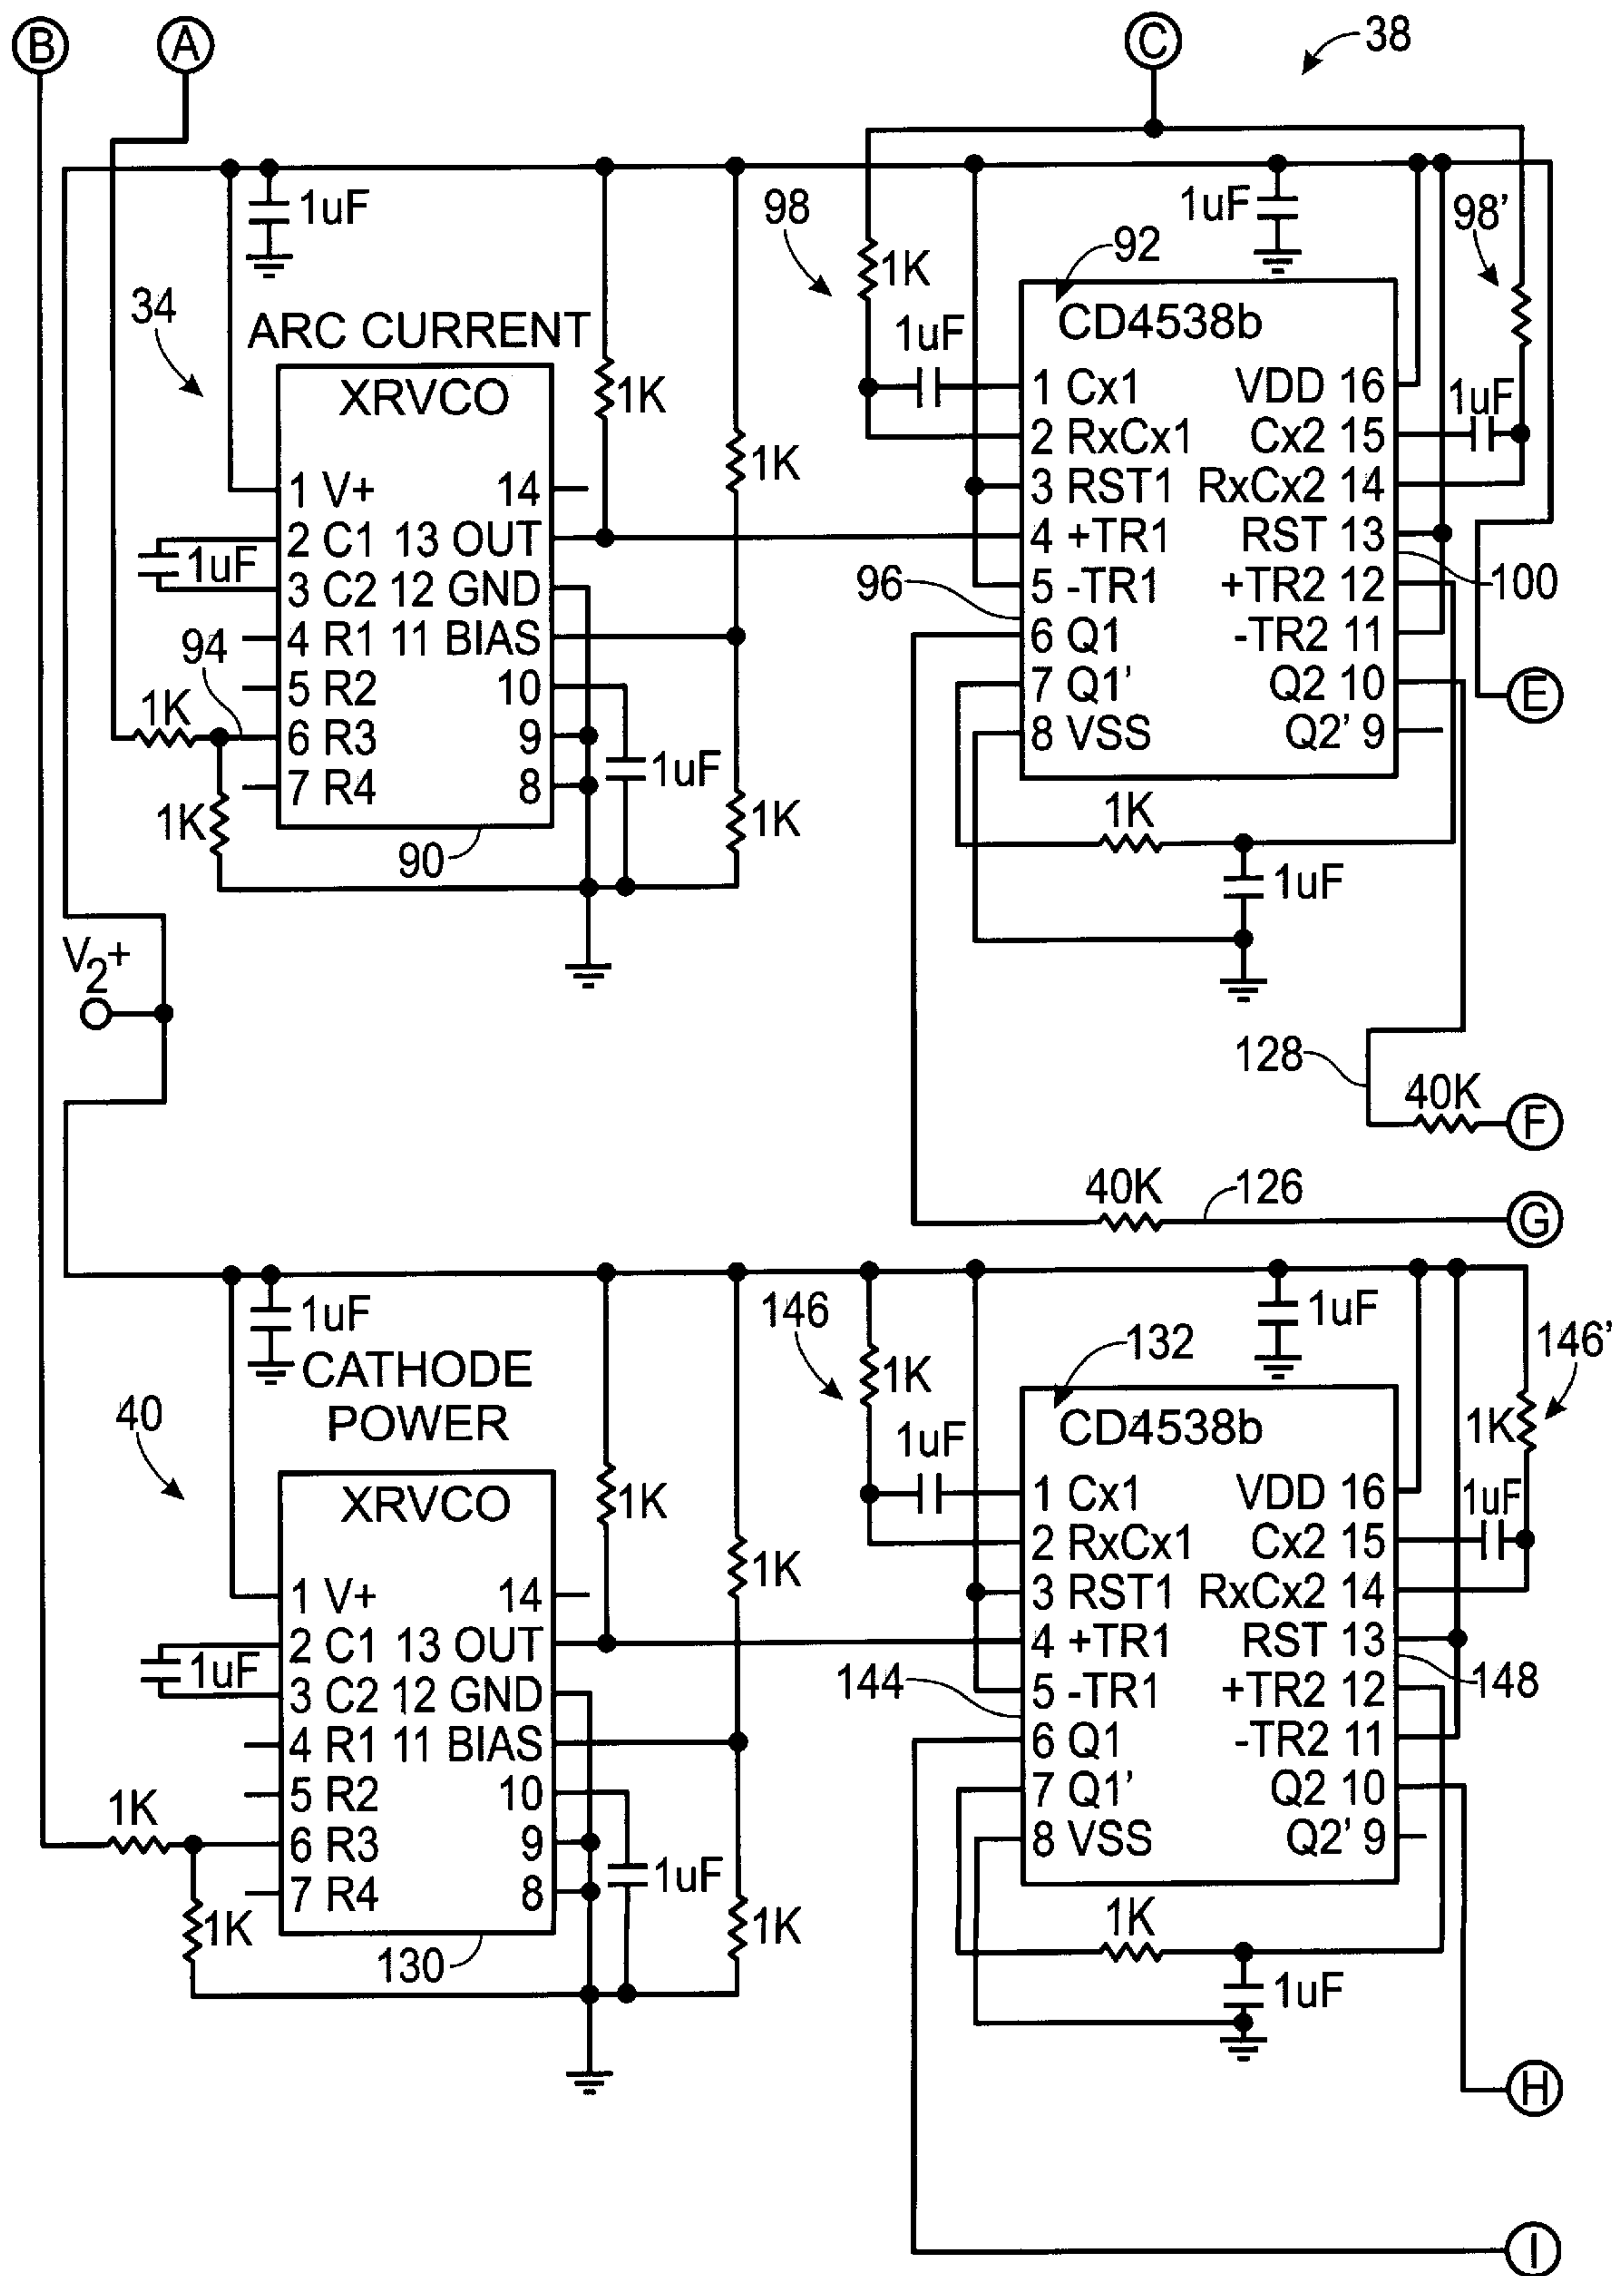 B
A
C
38
1uF
98
1uF
98'
1K
92
34
ARC CURRENT
XRVCO
1K
1K
1uF
CD4538b
1uF
1 V+
14
2 C1
13 OUT
3 C2
12 GND
4 R1
11 BIAS
5 R2
10
6 R3
9
7 R4
8
1uF
94
1K
1K
90
1uF
1K
1 Cx1
VDD 16
2 RxCx1
Cx2 15
3 RST1
RxCx2 14
4 +TR1
RST 13
5 -TR1
+TR2 12
6 Q1
-TR2 11
7 Q1'
Q2 10
8 VSS
Q2' 9
96
100
E
1K
1uF
V2+
128
40K
F
40K
126
G
1uF
146
1uF
146'
1K
132
1K
CATHODE
POWER
40
XRVCO
1K
1K
1uF
CD4538b
1uF
1 V+
14
2 C1
13 OUT
3 C2
12 GND
4 R1
11 BIAS
5 R2
10
6 R3
9
7 R4
8
1uF
1K
1K
130
1uF
1K
1 Cx1
VDD 16
2 RxCx1
Cx2 15
3 RST1
RxCx2 14
4 +TR1
RST 13
5 -TR1
+TR2 12
6 Q1
-TR2 11
7 Q1'
Q2 10
8 VSS
Q2' 9
144
148
1K
1uF
H
I